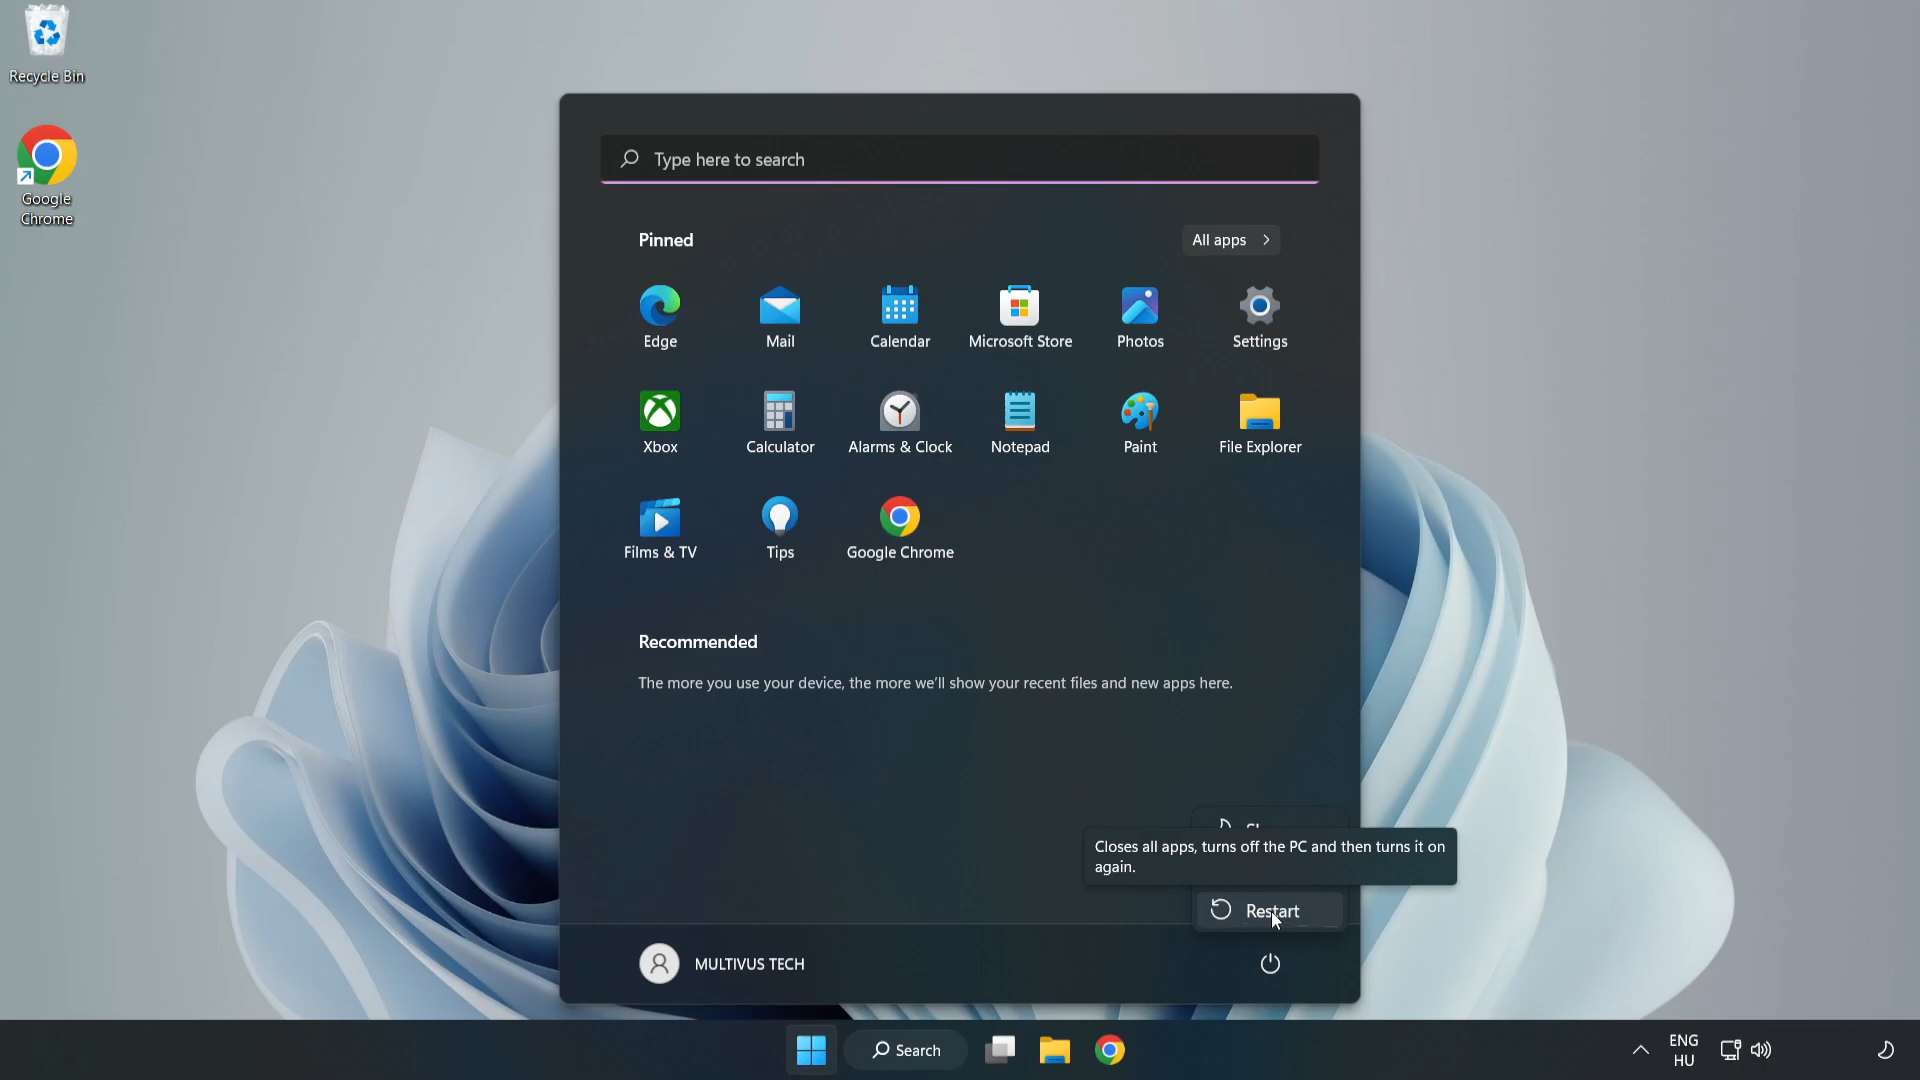 Recycle Bin
Google
Chrome
Type here to search
Pinned
All apps
Edge
Mail
Calendar
Microsoft Store
Photos
Settings
Xbox
Calculator
Alarms & Clock
Notepad
Paint
File Explorer
Films & TV
Tips
Google Chrome
Recommended
The more you use your device, the more we'll show your recent files and new apps here.
Closes all apps, turns off the PC and then turns it on
again.
Restart
MULTIVUS TECH
Search
ENG
HU